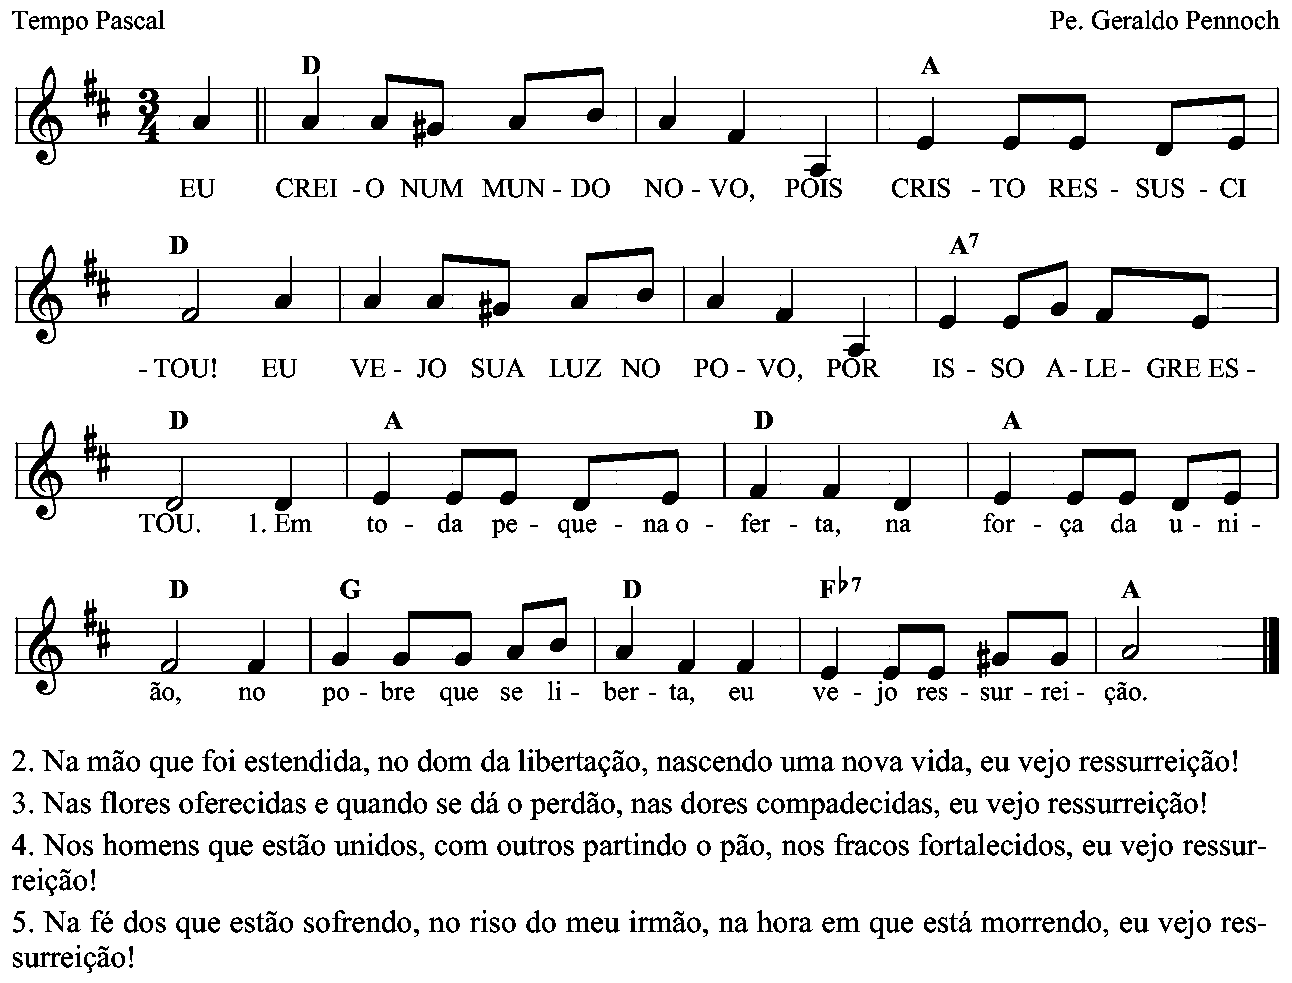 Tempo Pascal Pe. Geraldo Pennoch
3 4
D A
EU CREI - O NUM MUN - DO NO - VO, POIS CRIS - TO RES - SUS - CI
D A7
- TOU! EU VE - JO SUA LUZ NO PO - VO, POR IS - SO A - LE - GRE ES -
D A D A
TOU. 1. Em to - da pe - que - na o - fer - ta, na for - ça da u - ni -
D G D F♭7 A
ão, no po - bre que se li - ber - ta, eu ve - jo res - sur - rei - ção.
2. Na mão que foi estendida, no dom da libertação, nascendo uma nova vida, eu vejo ressurreição!
3. Nas flores oferecidas e quando se dá o perdão, nas dores compadecidas, eu vejo ressurreição!
4. Nos homens que estão unidos, com outros partindo o pão, nos fracos fortalecidos, eu vejo ressur-
reição!
5. Na fé dos que estão sofrendo, no riso do meu irmão, na hora em que está morrendo, eu vejo res-
surreição!